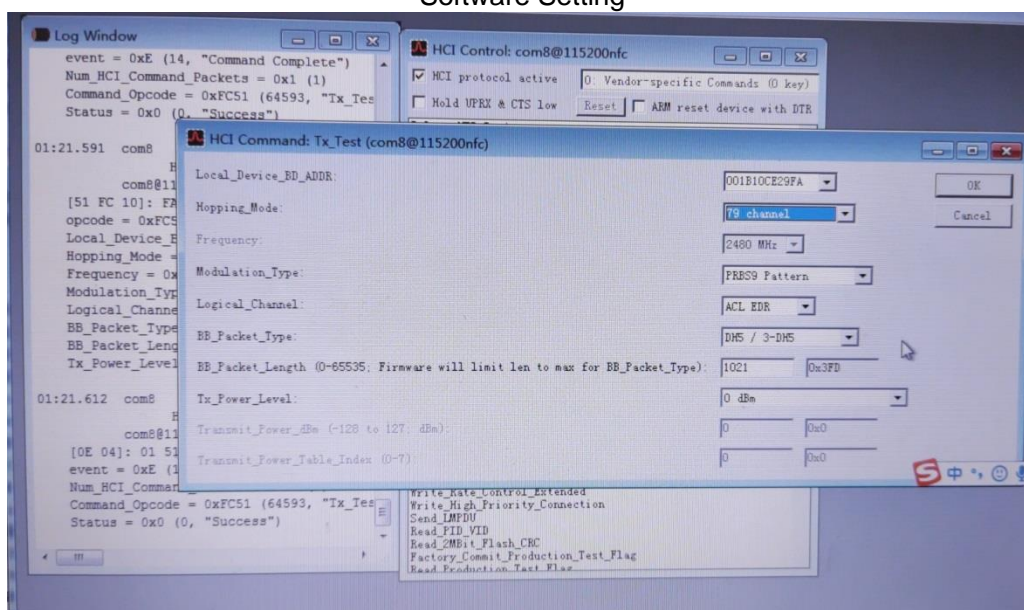 Software Setting
Log Window
event = 0xE (14, "Command Complete")
Num_HCI_Command_Packets = 0x1 (1)
Command_Opcode = 0xFC51 (64593, "Tx_Tes
Status = 0x0 (0, "Success")
01:21.591 com8
H
com8@11
[51 FC 10]: FA
opcode = 0xFC5
Local_Device_B
Hopping_Mode =
Frequency = 0x
Modulation_Typ
Logical_Channe
BB_Packet_Type
BB_Packet_Leng
Tx_Power_Level
01:21.612 com8
com8@11
[0E 04]: 01 51
event = 0xE (1
Num_HCI_Comman
Command_Opcode = 0xFC51 (64593, "Tx_Tes
Status = 0x0 (0, "Success")
HCI Control: com8@115200nfc
HCI protocol active
0: Vendor-specific Commands (0 key)
Hold UPRX & CTS low
Reset
ARM reset device with DTR
HCI Command: Tx_Test (com8@115200nfc)
Local_Device_BD_ADDR:
001B10CE29FA
OK
Hopping_Mode:
79 channel
Cancel
Frequency:
2480 MHz
Modulation_Type:
PRBS9 Pattern
Logical_Channel:
ACL EDR
BB_Packet_Type:
DH5 / 3-DH5
BB_Packet_Length (0-65535; Firmware will limit len to max for BB_Packet_Type):
1021
0x3FD
Tx_Power_Level:
0 dBm
Transmit_Power_dBm (-128 to 127; dBm):
0
0x0
Transmit_Power_Table_Index (0-7):
0
0x0
中
Write_Rate_Control_Extended
Write_High_Priority_Connection
Send_LMPDU
Read_PID_VID
Read_2MBit_Flash_CRC
Factory_Commit_Production_Test_Flag
Read_Production_Test_Flag